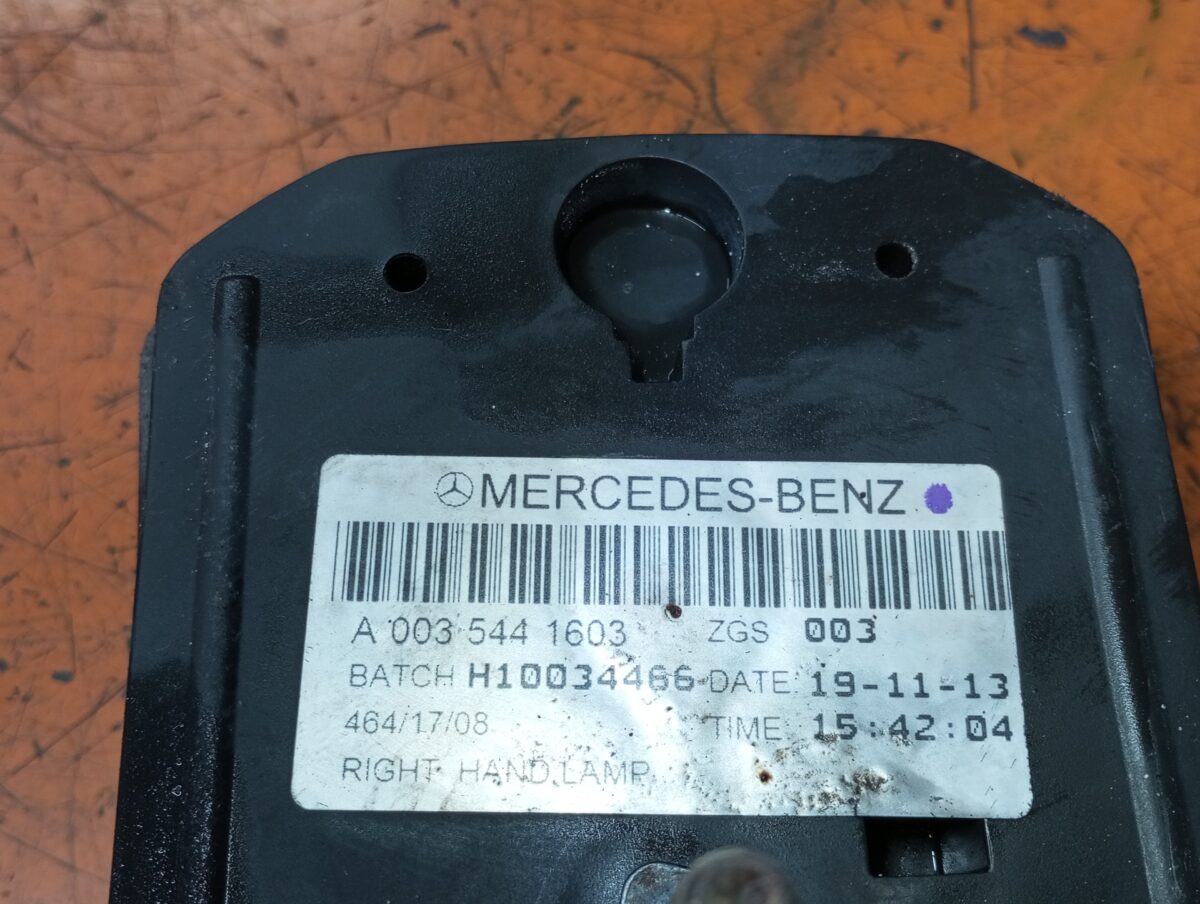 MERCEDES-BENZ
A 003 544 1603 ZGS 003
BATCH H10034466 DATE: 19-11-13
464/17/08 TIME: 15:42:04
RIGHT HAND LAMP